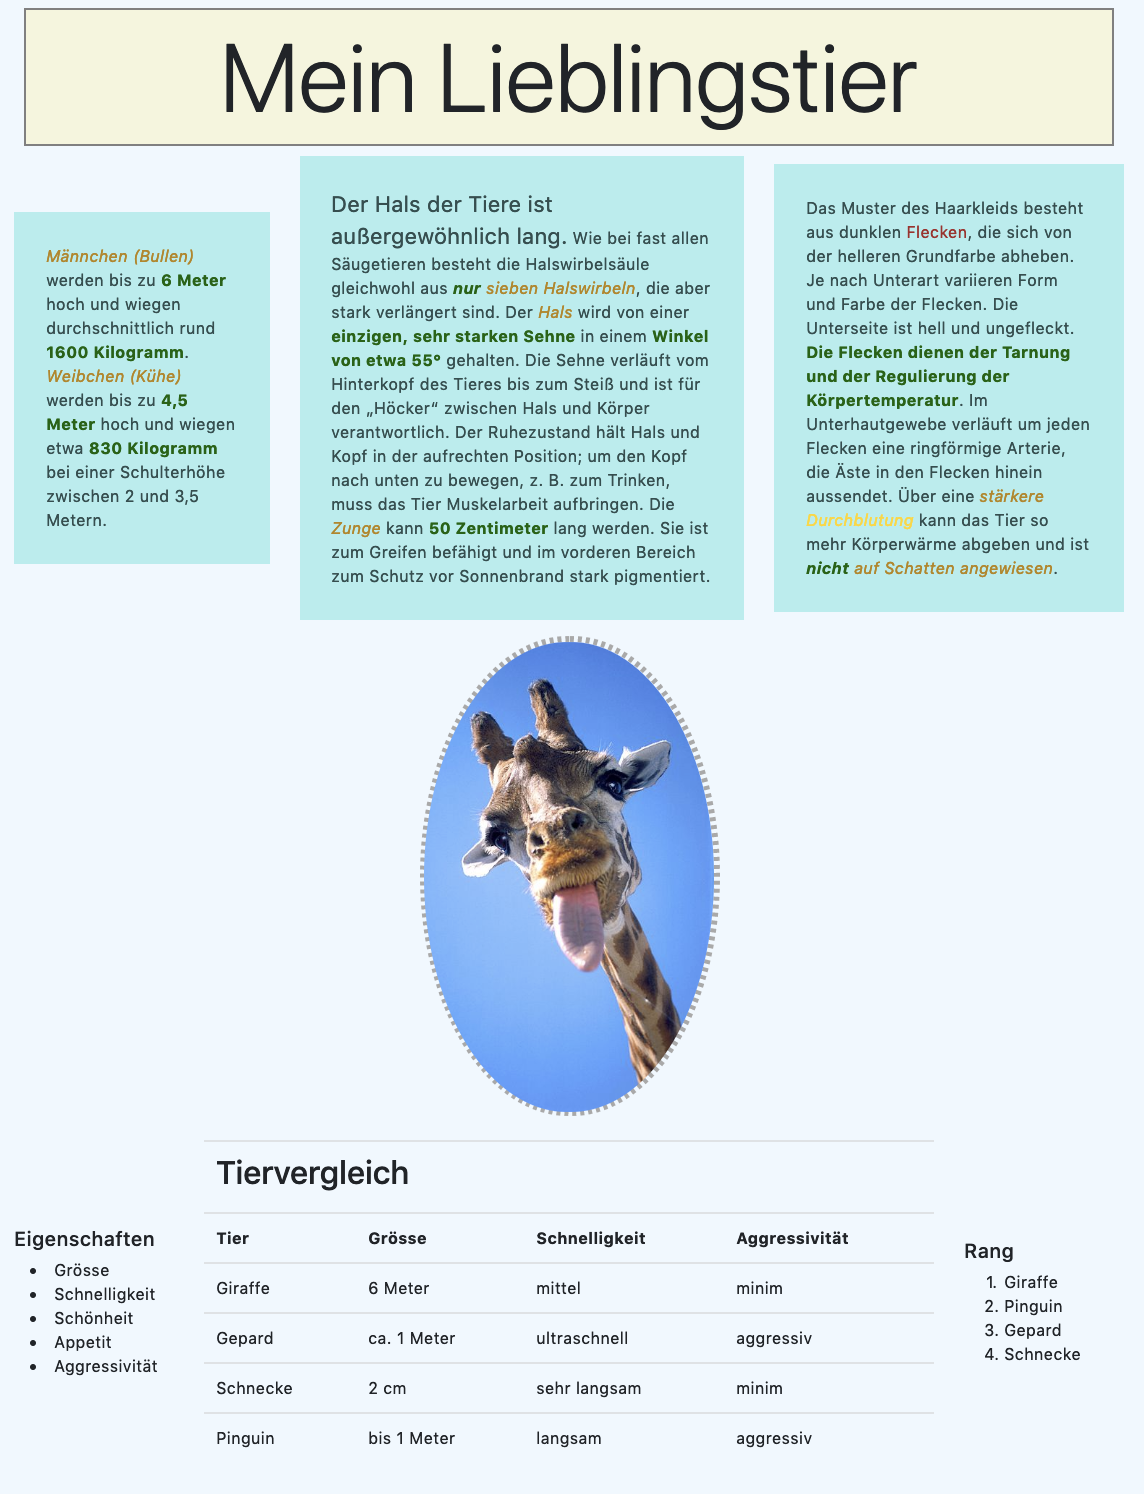 Mein Lieblingstier
Männchen (Bullen)
werden bis zu 6 Meter
hoch und wiegen
durchschnittlich rund
1600 Kilogramm.
Weibchen (Kühe)
werden bis zu 4,5
Meter hoch und wiegen
etwa 830 Kilogramm
bei einer Schulterhöhe
zwischen 2 und 3,5
Metern.
Der Hals der Tiere ist
außergewöhnlich lang. Wie bei fast allen
Säugetieren besteht die Halswirbelsäule
gleichwohl aus nur sieben Halswirbeln, die aber
stark verlängert sind. Der Hals wird von einer
einzigen, sehr starken Sehne in einem Winkel
von etwa 55° gehalten. Die Sehne verläuft vom
Hinterkopf des Tieres bis zum Steiß und ist für
den „Höcker“ zwischen Hals und Körper
verantwortlich. Der Ruhezustand hält Hals und
Kopf in der aufrechten Position; um den Kopf
nach unten zu bewegen, z. B. zum Trinken,
muss das Tier Muskelarbeit aufbringen. Die
Zunge kann 50 Zentimeter lang werden. Sie ist
zum Greifen befähigt und im vorderen Bereich
zum Schutz vor Sonnenbrand stark pigmentiert.
Das Muster des Haarkleids besteht
aus dunklen Flecken, die sich von
der helleren Grundfarbe abheben.
Je nach Unterart variieren Form
und Farbe der Flecken. Die
Unterseite ist hell und ungefleckt.
Die Flecken dienen der Tarnung
und der Regulierung der
Körpertemperatur. Im
Unterhautgewebe verläuft um jeden
Flecken eine ringförmige Arterie,
die Äste in den Flecken hinein
aussendet. Über eine stärkere
Durchblutung kann das Tier so
mehr Körperwärme abgeben und ist
nicht auf Schatten angewiesen.
Eigenschaften
Grösse
Schnelligkeit
Schönheit
Appetit
Aggressivität
Tiervergleich
Tier Grösse Schnelligkeit Aggressivität
Giraffe 6 Meter mittel minim
Gepard ca. 1 Meter ultraschnell aggressiv
Schnecke 2 cm sehr langsam minim
Pinguin bis 1 Meter langsam aggressiv
Rang
1. Giraffe
2. Pinguin
3. Gepard
4. Schnecke